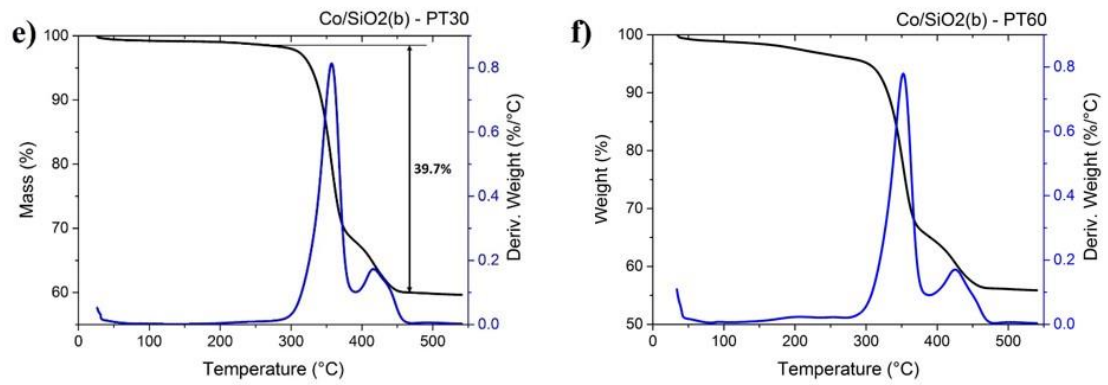 e)
Co/SiO2(b) - PT30
100
90
80
70
60
Mass (%)
0.8
0.6
0.4
0.2
0.0
Deriv. Weight (%/°C)
39.7%
0 100 200 300 400 500
Temperature (°C)
f)
Co/SiO2(b) - PT60
100
90
80
70
60
50
Weight (%)
0.8
0.6
0.4
0.2
0.0
Deriv. Weight (%/°C)
0 100 200 300 400 500
Temperature (°C)